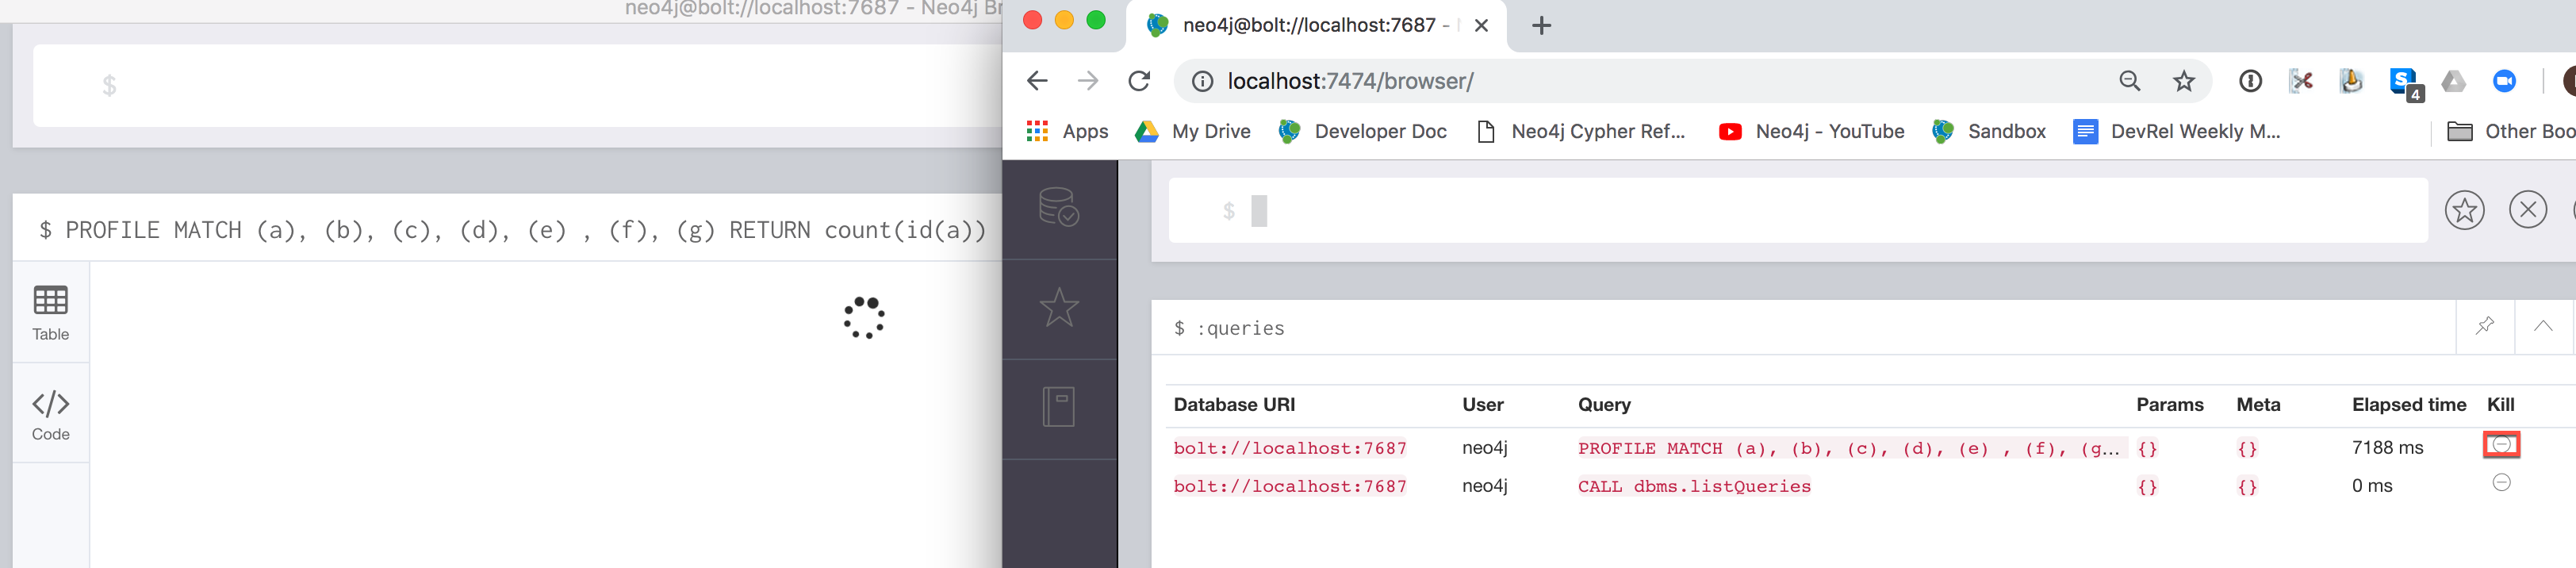 neo4j@bolt://localhost:7687 - Neo4j Br
$
$ PROFILE MATCH (a), (b), (c), (d), (e) , (f), (g) RETURN count(id(a))
Table
Code
neo4j@bolt://localhost:7687 -
localhost:7474/browser/
4
Apps
My Drive
Developer Doc
Neo4j Cypher Ref...
Neo4j - YouTube
Sandbox
DevRel Weekly M...
Other Boo
$
$ :queries
Database URI User Query Params Meta Elapsed time Kill
bolt://localhost:7687 neo4j PROFILE MATCH (a), (b), (c), (d), (e) , (f), (g... {} {} 7188 ms
bolt://localhost:7687 neo4j CALL dbms.listQueries {} {} 0 ms